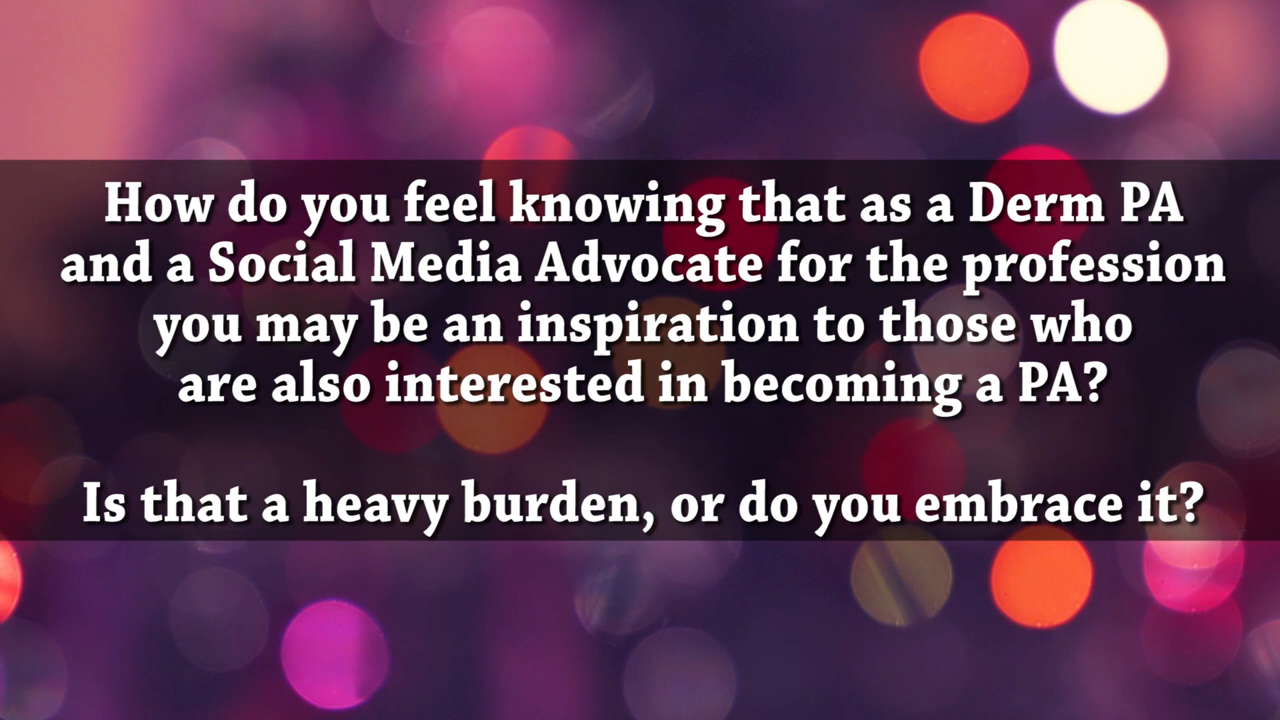 How do you feel knowing that as a Derm PA
and a Social Media Advocate for the profession
you may be an inspiration to those who
are also interested in becoming a PA?
Is that a heavy burden, or do you embrace it?